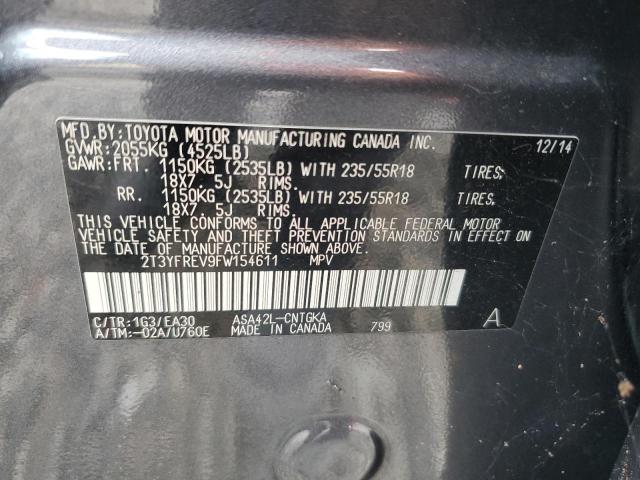 MFD.BY:TOYOTA MOTOR MANUFACTURING CANADA INC. 12/14
GVWR:2055KG (4525LB)
GAWR:FRT. 1150KG (2535LB) WITH 235/55R18 TIRES:
18X7.5J RIMS.
RR. 1150KG (2535LB) WITH 235/55R18 TIRES:
18X7.5J RIMS.
THIS VEHICLE CONFORMS TO ALL APPLICABLE FEDERAL MOTOR
VEHICLE SAFETY, BUMPER, AND THEFT PREVENTION STANDARDS IN EFFECT
ON THE DATE OF MANUFACTURE SHOWN ABOVE.
2T3YFREV9FW154611 MPV
C/TR:1G3/EA30 ASA42L-CNTGKA A
A/TM:-02A/U760E MADE IN CANADA 799